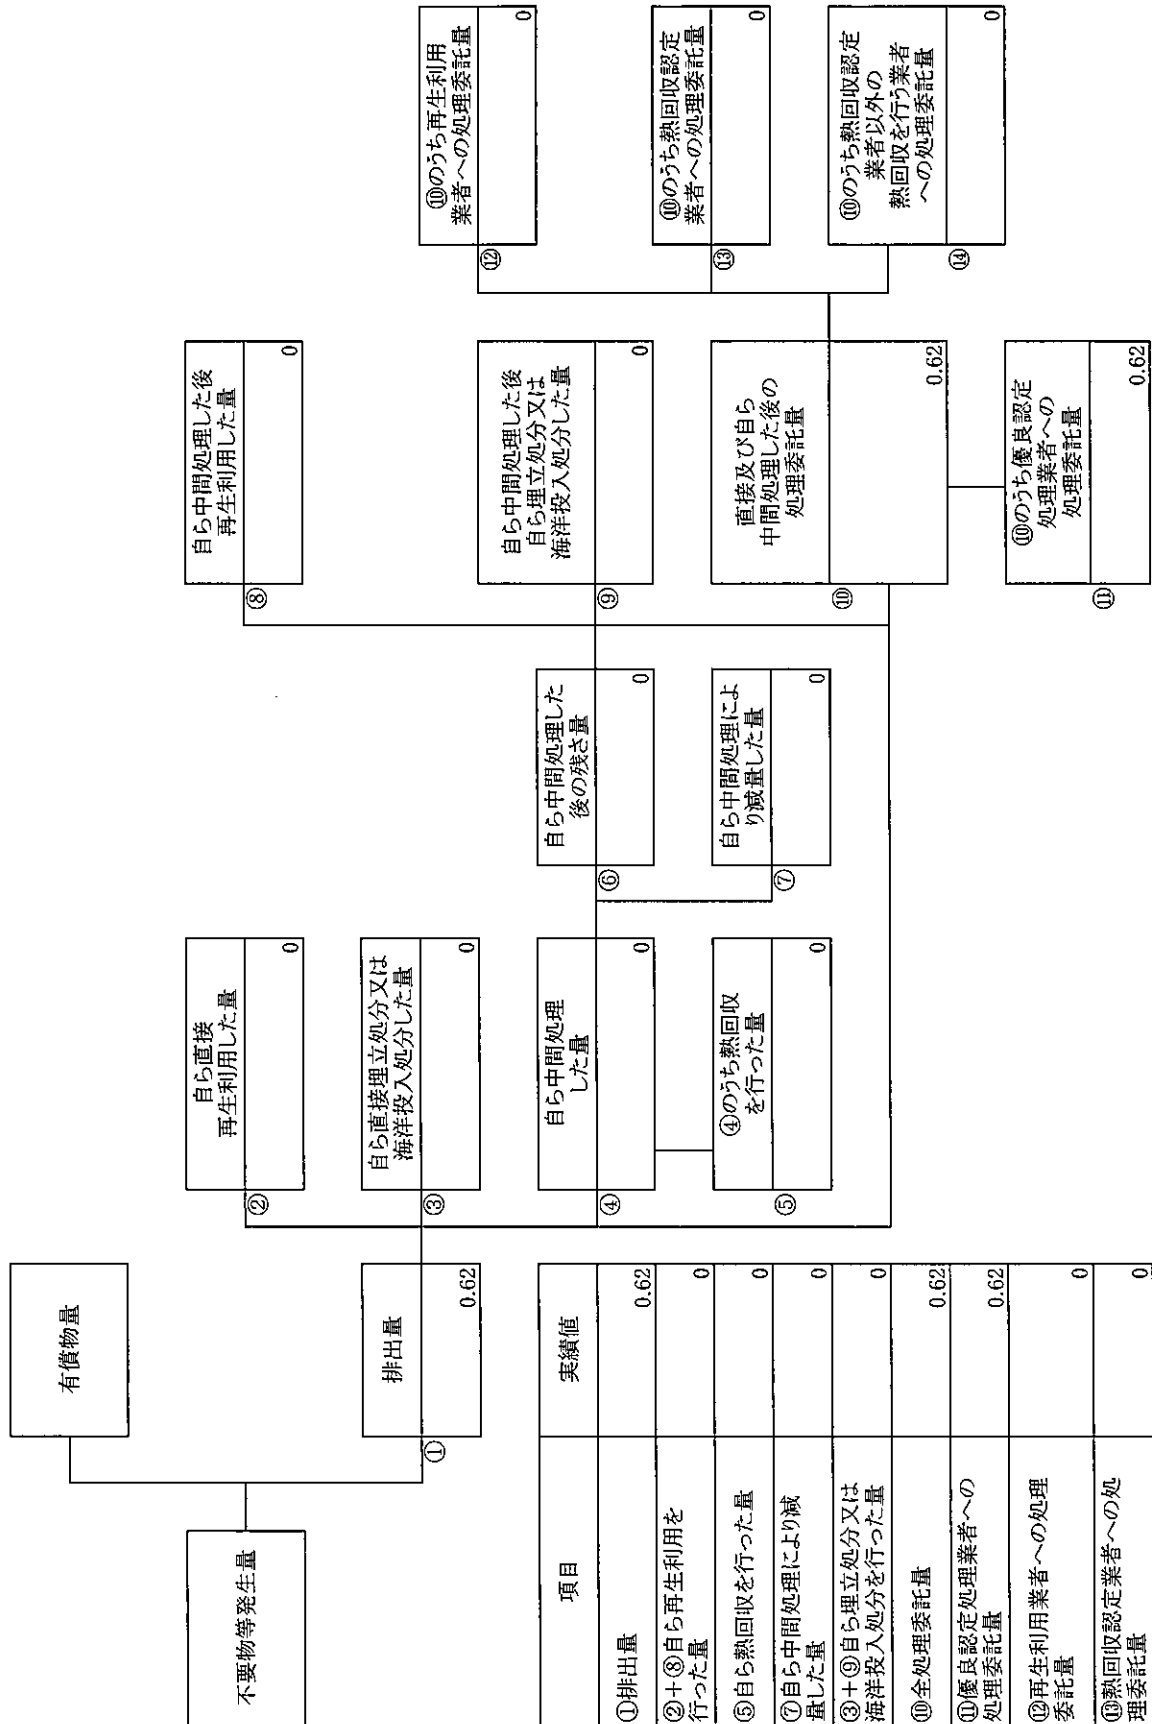 不要物等発生量
有償物量
①
排出量
0.62
②
自ら直接
再生利用した量
0
③
自ら直接埋立処分又は
海洋投入処分した量
0
④
自ら中間処理
した量
0
⑤
④のうち熱回収
を行った量
0
⑥
自ら中間処理した
後の残さ量
0
⑦
自ら中間処理によ
り減量した量
0
⑧
自ら中間処理した後
再生利用した量
0
⑨
自ら中間処理した後
自ら埋立処分又は
海洋投入処分した量
0
⑩
直接及び自ら
中間処理した後の
処理委託量
0.62
⑪
⑩のうち優良認定
処理業者への
処理委託量
0.62
⑫
⑩のうち再生利用
業者への処理委託量
0
⑬
⑩のうち熱回収認定
業者への処理委託量
0
⑭
⑩のうち熱回収認定
業者以外の
熱回収を行う業者
への処理委託量
0
項目 実績値
①排出量 0.62
②+⑧自ら再生利用を
行った量 0
⑤自ら熱回収を行った量 0
⑦自ら中間処理により減
量した量 0
③+⑨自ら埋立処分又は
海洋投入処分を行った量 0
⑩全処理委託量 0.62
⑪優良認定処理業者への
処理委託量 0.62
⑫再生利用業者への処理
委託量 0
⑬熱回収認定業者への処
理委託量 0